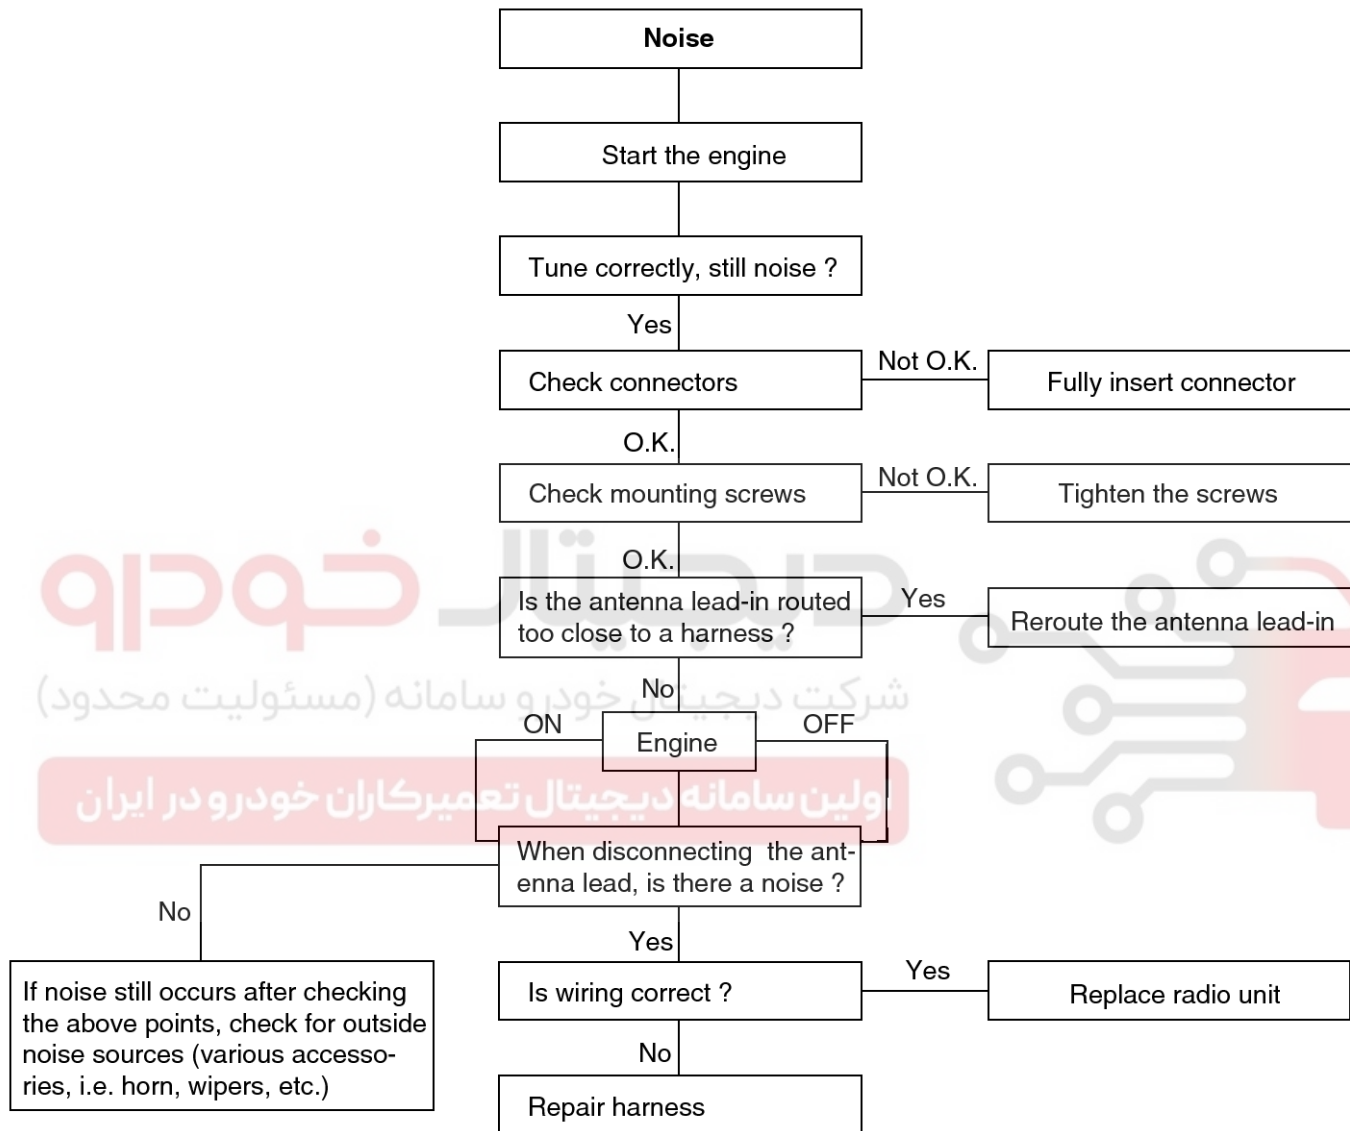 Noise
Start the engine
Tune correctly, still noise ?
Yes
Check connectors
Not O.K.
Fully insert connector
O.K.
Check mounting screws
Not O.K.
Tighten the screws
O.K.
Is the antenna lead-in routed
too close to a harness ?
Yes
Reroute the antenna lead-in
دیجیتال خودرو
شرکت دیجیتال خودرو سامانه (مسئولیت محدود)
No
ON
Engine
OFF
اولین سامانه دیجیتال تعمیرکاران خودرو در ایران
When disconnecting the ant-
enna lead, is there a noise ?
No
If noise still occurs after checking
the above points, check for outside
noise sources (various accesso-
ries, i.e. horn, wipers, etc.)
Yes
Is wiring correct ?
Yes
Replace radio unit
No
Repair harness